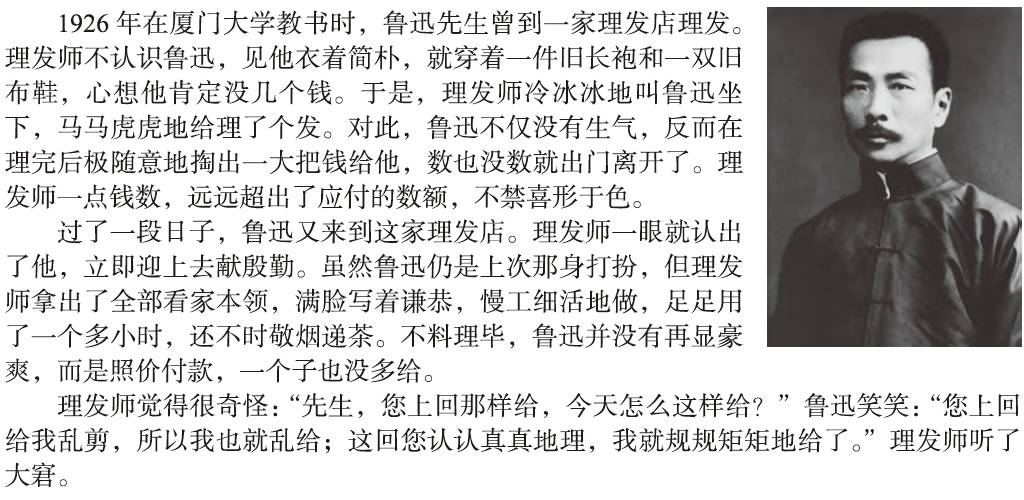 1926 年在厦门大学教书时，鲁迅先生曾到一家理发店理发。
理发师不认识鲁迅，见他衣着简朴，就穿着一件旧长袍和一双旧
布鞋，心想他肯定没几个钱。于是，理发师冷冰冰地叫鲁迅坐
下，马马虎虎地给理了个发。对此，鲁迅不仅没有生气，反而在
理完后极随意地掏出一大把钱给他，数也没数就出门离开了。理
发师一点钱数，远远超出了应付的数额，不禁喜形于色。
过了一段日子，鲁迅又来到这家理发店。理发师一眼就认出
了他，立即迎上去献殷勤。虽然鲁迅仍是上次那身打扮，但理发
师拿出了全部看家本领，满脸写着谦恭，慢工细活地做，足足用
了一个多小时，还不时敬烟递茶。不料理毕，鲁迅并没有再显豪
爽，而是照价付款，一个子也没多给。
理发师觉得很奇怪：“先生，您上回那样给，今天怎么这样给？”鲁迅笑笑：“您上回
给我乱剪，所以我也就乱给；这回您认认真真地理，我就规规矩矩地给了。”理发师听了
大窘。